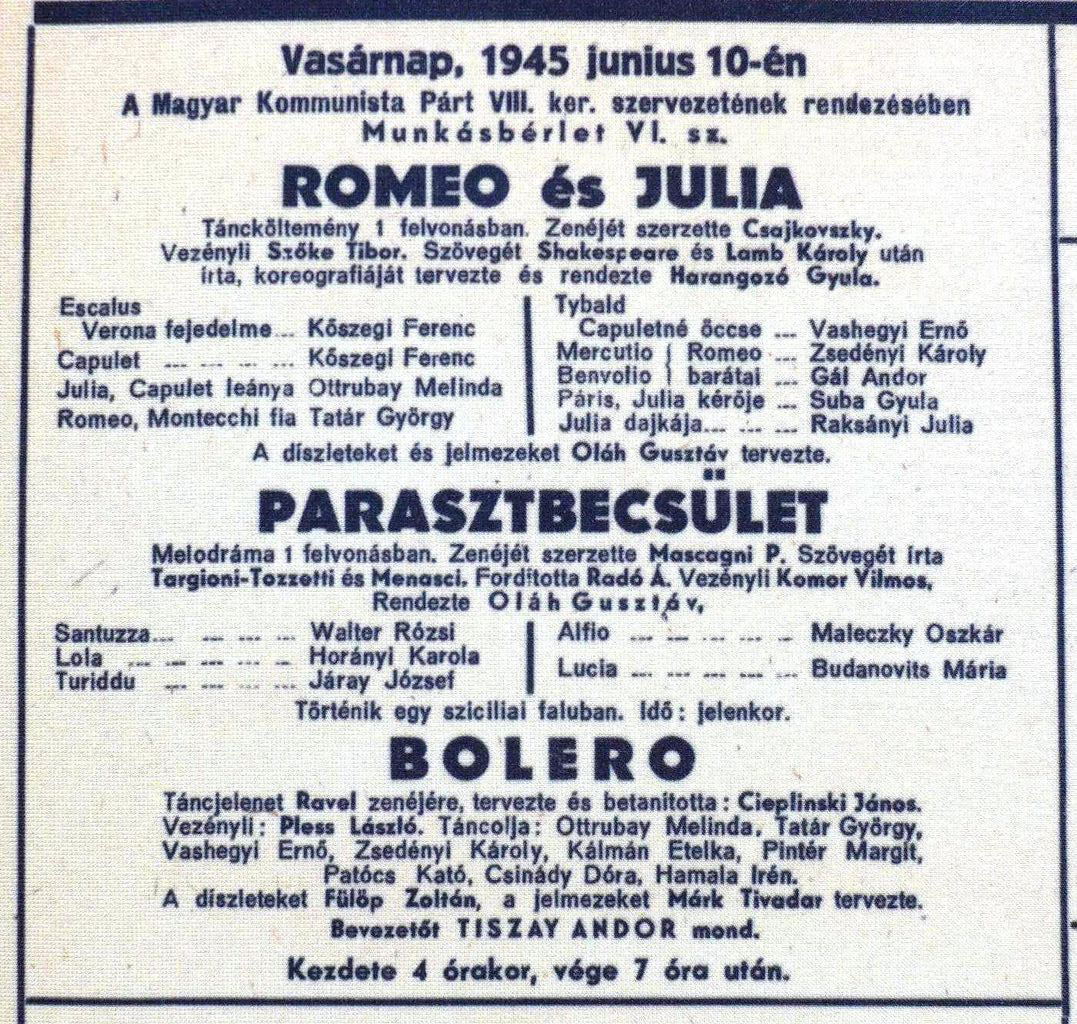 Vasárnap, 1945 junius 10-én
A Magyar Kommunista Párt VIII. ker. szervezetének rendezésében
Munkásbérlet VI. sz.
ROMEO és JULIA
Táncköltemény 1 felvonásban. Zenéjét szerzette Csajkovszky.
Vezényli Szőke Tibor. Szövegét Shakespeare és Lamb Károly után
írta, koreografiáját tervezte és rendezte Harangozó Gyula.
Escalus
Verona fejedelme... Kőszegi Ferenc
Capulet ... ... ... ... Kőszegi Ferenc
Julia, Capulet leánya Ottrubay Melinda
Romeo, Montecchi fia Tatár György
Tybald
Capuletné öccse ... Vashegyi Ernő
Mercutio | Romeo ... Zsedényi Károly
Benvolio | barátai ... Gál Andor
Páris, Julia kérője ... Suba Gyula
Julia dajkája... ... ... Raksányi Julia
A díszleteket és jelmezeket Oláh Gusztáv tervezte.
PARASZTBECSÜLET
Melodráma 1 felvonásban. Zenéjét szerzette Mascagni P. Szövegét írta
Targioni-Tozzetti és Menasci. Fordította Radó Á. Vezényli Komor Vilmos,
Rendezte Oláh Gusztáv,
Santuzza... ... ... ... Walter Rózsi
Lola ... ... ... ... Horányi Karola
Turiddu ... ... ... ... Járay József
Alfio ... ... ... ... Maleczky Oszkár
Lucia ... ... ... ... Budanovits Mária
Történik egy sziciliai faluban. Idő : jelenkor.
BOLERO
Táncjelenet Ravel zenéjére, tervezte és betanitotta : Cieplinski János.
Vezényli : Pless László. Táncolja : Ottrubay Melinda, Tatár György,
Vashegyi Ernő, Zsedényi Károly, Kálmán Etelka, Pintér Margit,
Patócs Kató, Csinády Dóra, Hamala Irén.
A díszleteket Fülöp Zoltán, a jelmezeket Márk Tivadar tervezte.
Bevezetőt TISZAY ANDOR mond.
Kezdete 4 órakor, vége 7 óra után.